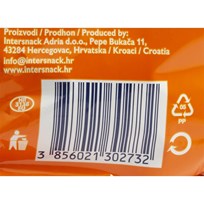 Proizvodi / Prodhon / Produced by:
Intersnack Adria d.o.o., Pepe Bukača 11,
43284 Hercegovac, Hrvatska / Kroaci / Croatia
info@intersnack.hr
www.intersnack.hr
PP
3 856021 302732